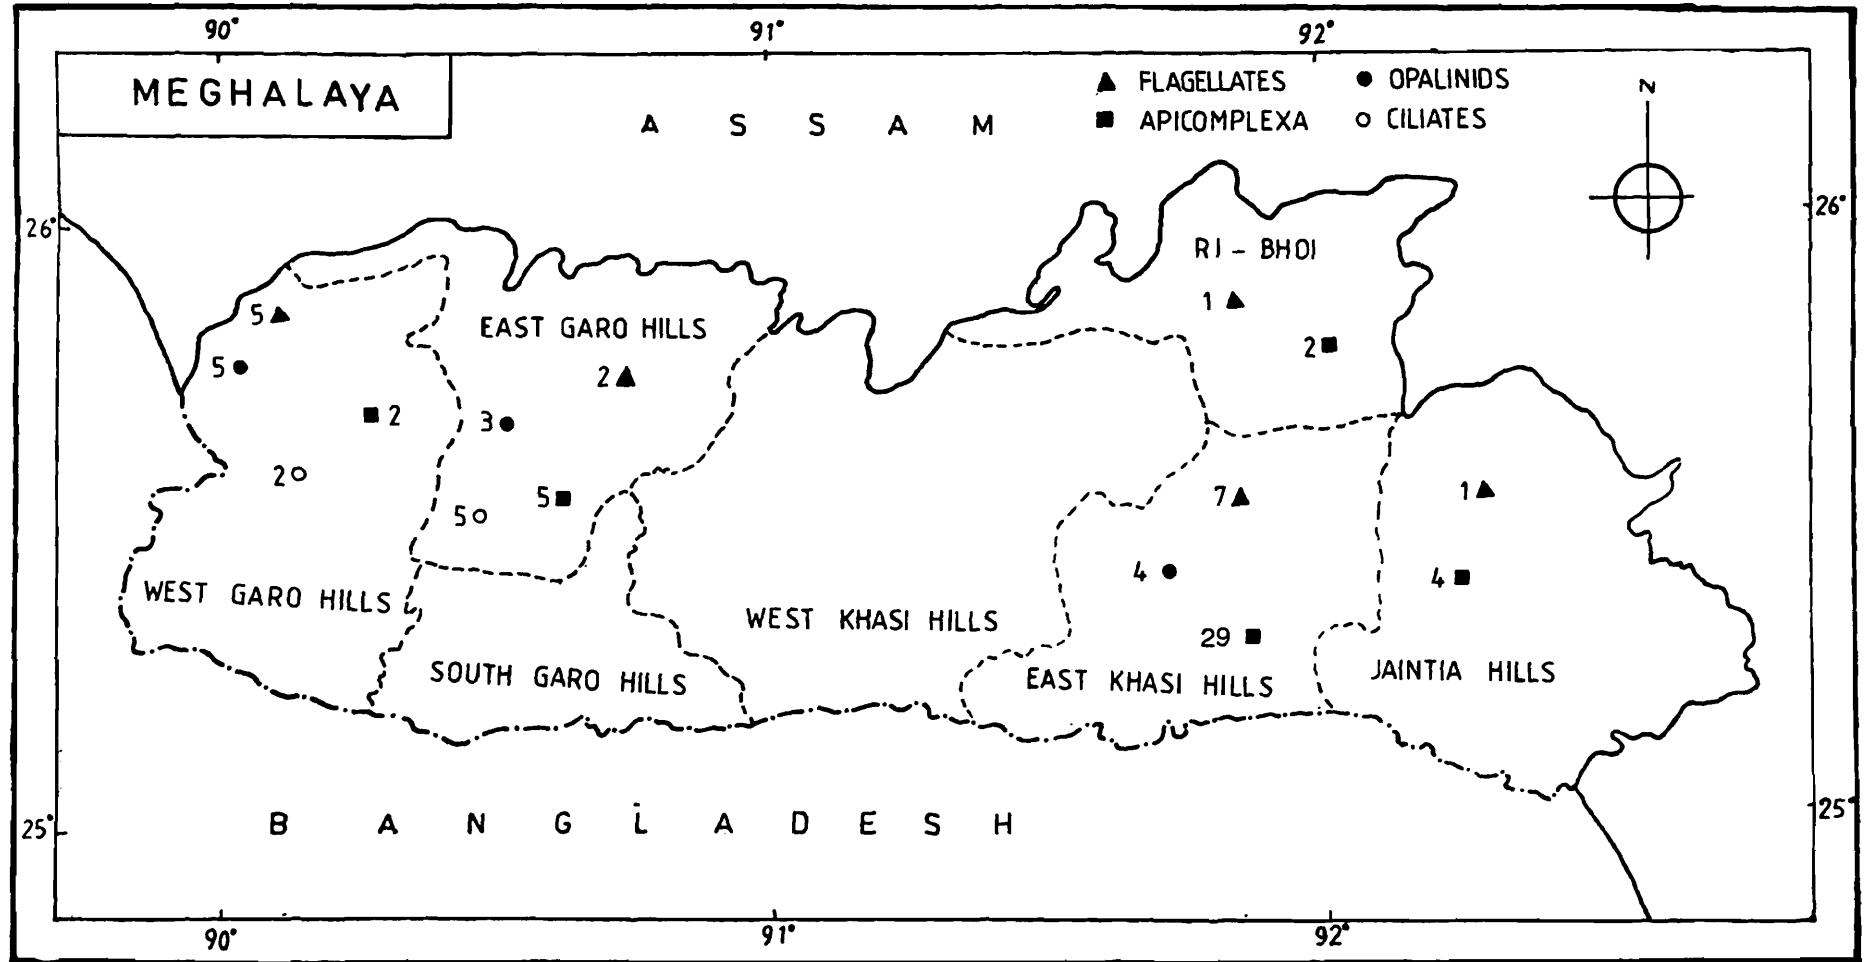 90° 91° 92°
MEGHALAYA
▲ FLAGELLATES ● OPALINIDS
■ APICOMPLEXA ○ CILIATES
A S S A M
N
26° 26°
RI - BHOI
1 ▲
2 ■
5 ▲
5 ●
■ 2
2 ○
WEST GARO HILLS
EAST GARO HILLS
2 ▲
3 ●
5 ■
5 ○
SOUTH GARO HILLS
WEST KHASI HILLS
7 ▲
4 ●
29 ■
EAST KHASI HILLS
1 ▲
4 ■
JAINTIA HILLS
25° 25°
B A N G L A D E S H
90° 91° 92°